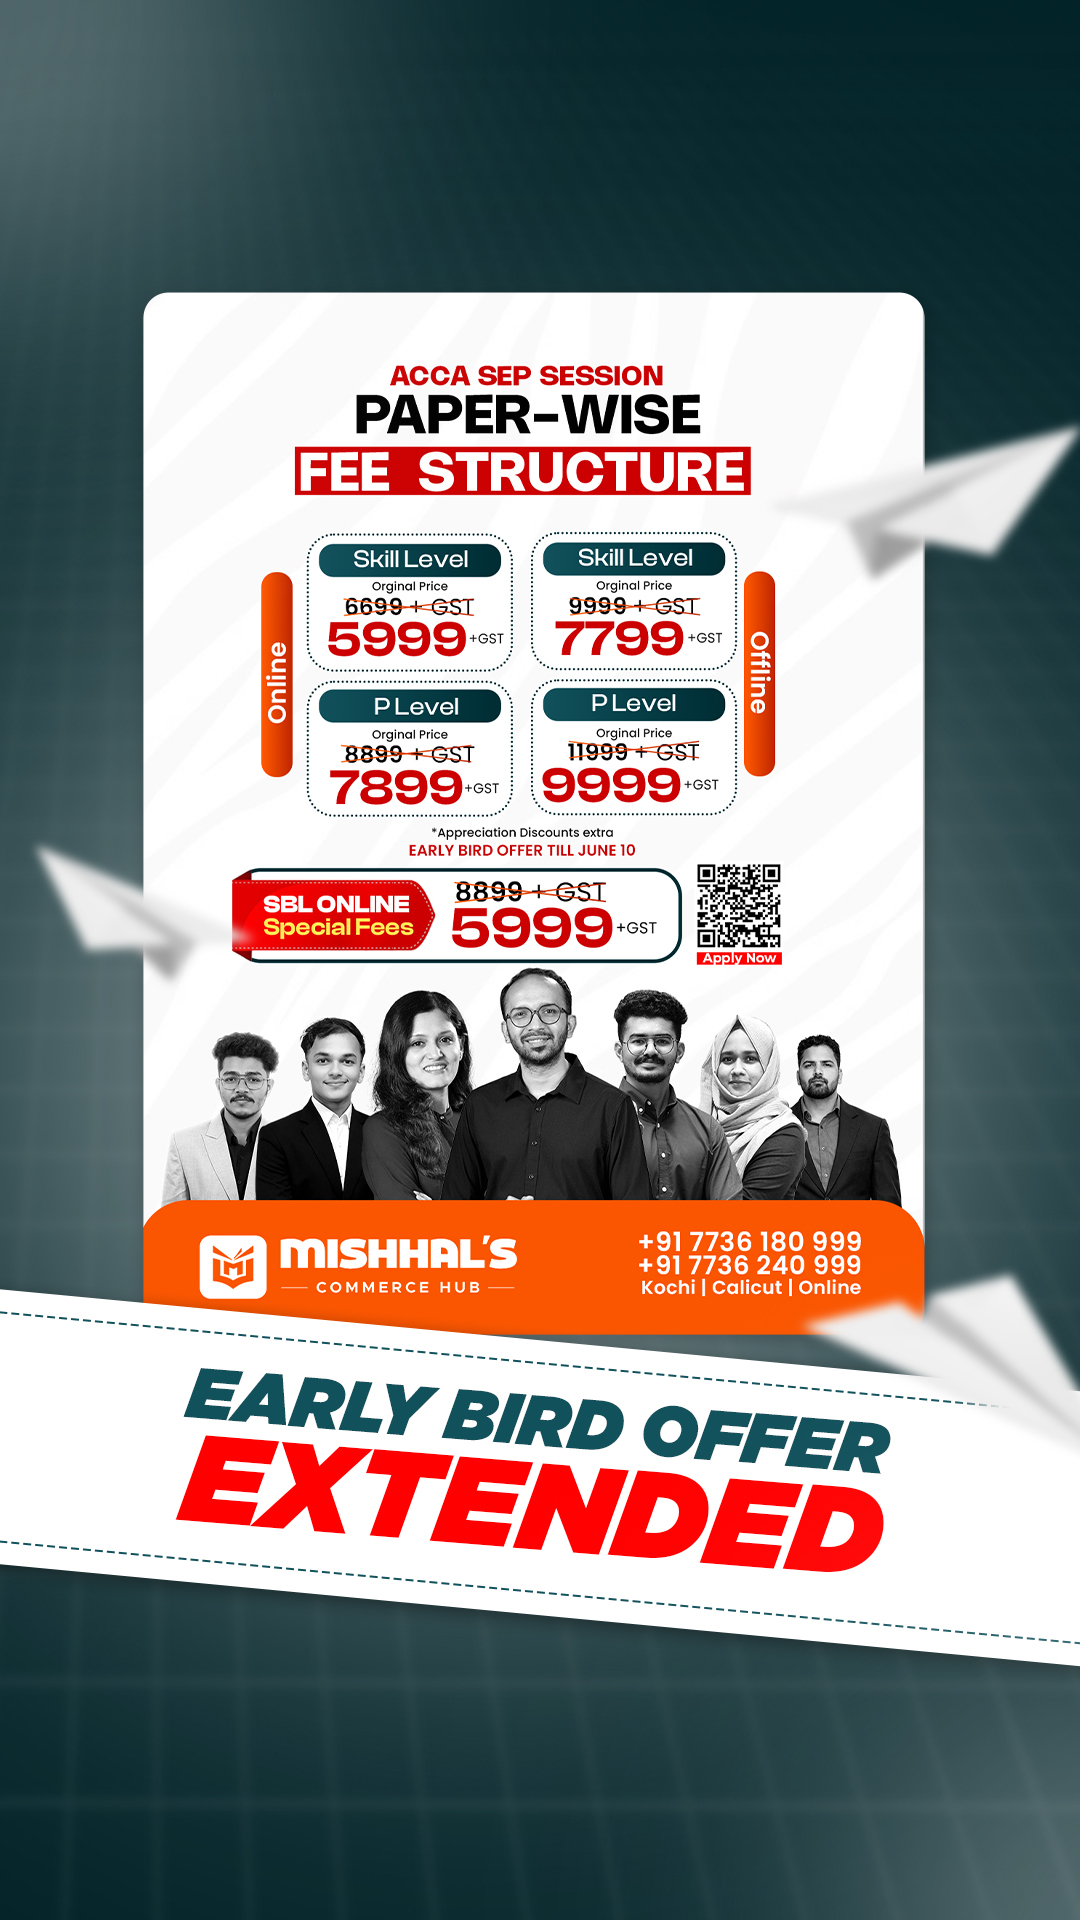 ACCA SEP SESSION
PAPER-WISE
FEE STRUCTURE
Online
Skill Level
Orginal Price
6699 + GST
5999 +GST
Skill Level
Orginal Price
9999 + GST
7799 +GST
Offline
P Level
Orginal Price
8899 + GST
7899 +GST
P Level
Orginal Price
11999 + GST
9999 +GST
*Appreciation Discounts extra
EARLY BIRD OFFER TILL JUNE 10
SBL ONLINE
Special Fees
8899 + GST
5999 +GST
Apply Now
MISHHAL'S
COMMERCE HUB
+91 7736 180 999
+91 7736 240 999
Kochi | Calicut | Online
EARLY BIRD OFFER
EXTENDED